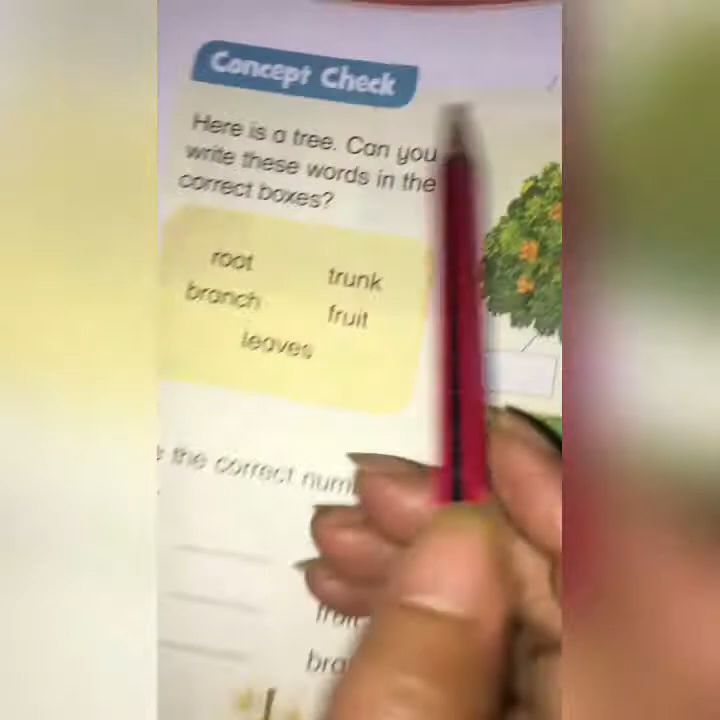 Concept Check
Here is a tree. Can you
write these words in the
correct boxes?
root trunk
branch fruit
leaves
the correct